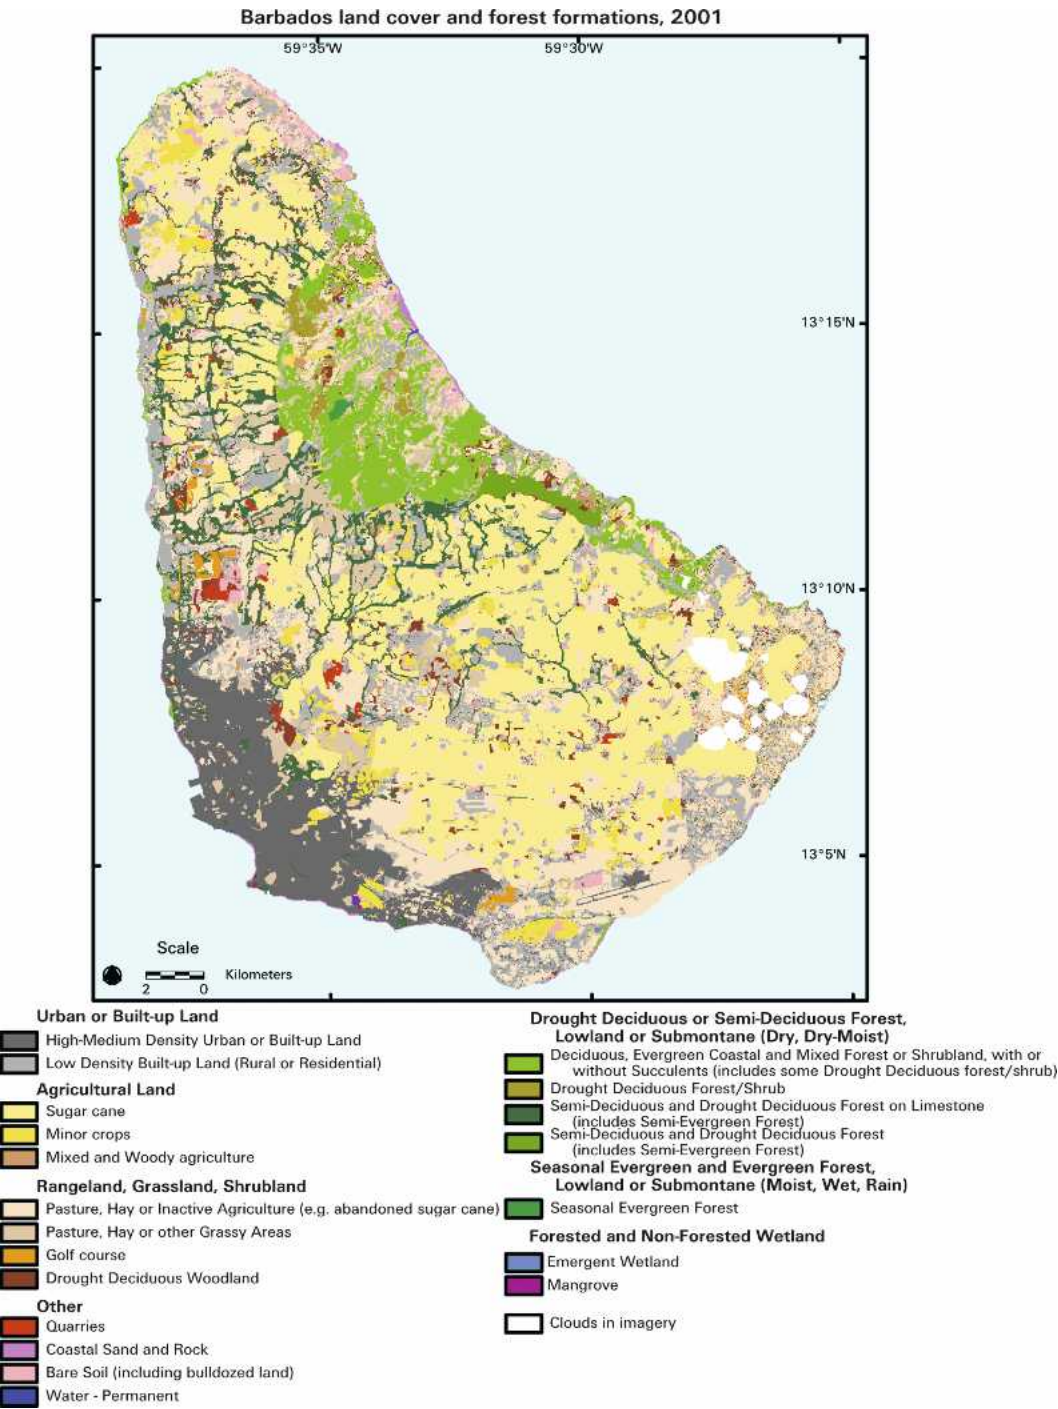 Barbados land cover and forest formations, 2001
59°35'W
59°30'W
13°15'N
13°10'N
13°5'N
Scale
Kilometers
2 0
Urban or Built-up Land
High-Medium Density Urban or Built-up Land
Low Density Built-up Land (Rural or Residential)
Agricultural Land
Sugar cane
Minor crops
Mixed and Woody agriculture
Rangeland, Grassland, Shrubland
Pasture, Hay or Inactive Agriculture (e.g. abandoned sugar cane)
Pasture, Hay or other Grassy Areas
Golf course
Drought Deciduous Woodland
Other
Quarries
Coastal Sand and Rock
Bare Soil (including bulldozed land)
Water - Permanent
Drought Deciduous or Semi-Deciduous Forest,
Lowland or Submontane (Dry, Dry-Moist)
Deciduous, Evergreen Coastal and Mixed Forest or Shrubland, with or
without Succulents (includes some Drought Deciduous forest/shrub)
Drought Deciduous Forest/Shrub
Semi-Deciduous and Drought Deciduous Forest on Limestone
(includes Semi-Evergreen Forest)
Semi-Deciduous and Drought Deciduous Forest
(includes Semi-Evergreen Forest)
Seasonal Evergreen and Evergreen Forest,
Lowland or Submontane (Moist, Wet, Rain)
Seasonal Evergreen Forest
Forested and Non-Forested Wetland
Emergent Wetland
Mangrove
Clouds in imagery